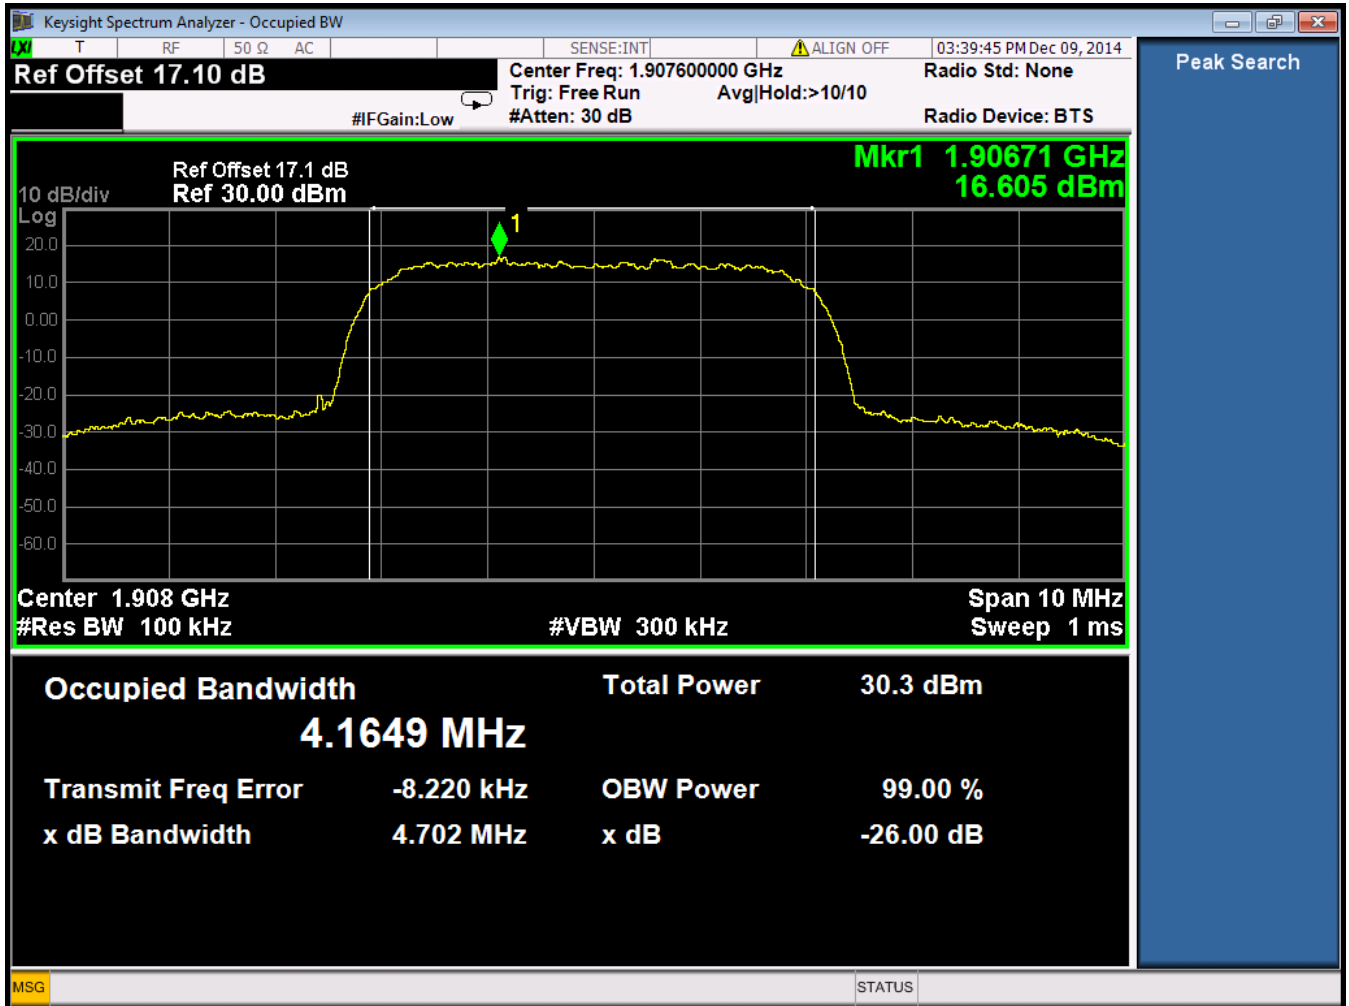 Keysight Spectrum Analyzer - Occupied BW
LXI T RF 50 Ω AC SENSE:INT ALIGN OFF 03:39:45 PM Dec 09, 2014
Ref Offset 17.10 dB
Center Freq: 1.907600000 GHz
Radio Std: None
Trig: Free Run
Avg|Hold:>10/10
#IFGain:Low
#Atten: 30 dB
Radio Device: BTS
Peak Search
Ref Offset 17.1 dB
Mkr1 1.90671 GHz
10 dB/div
Ref 30.00 dBm
16.605 dBm
Log
1
20.0
10.0
0.00
-10.0
-20.0
-30.0
-40.0
-50.0
-60.0
Center 1.908 GHz
Span 10 MHz
#Res BW 100 kHz
#VBW 300 kHz
Sweep 1 ms
Occupied Bandwidth
Total Power 30.3 dBm
4.1649 MHz
Transmit Freq Error -8.220 kHz
OBW Power 99.00 %
x dB Bandwidth 4.702 MHz
x dB -26.00 dB
MSG
STATUS